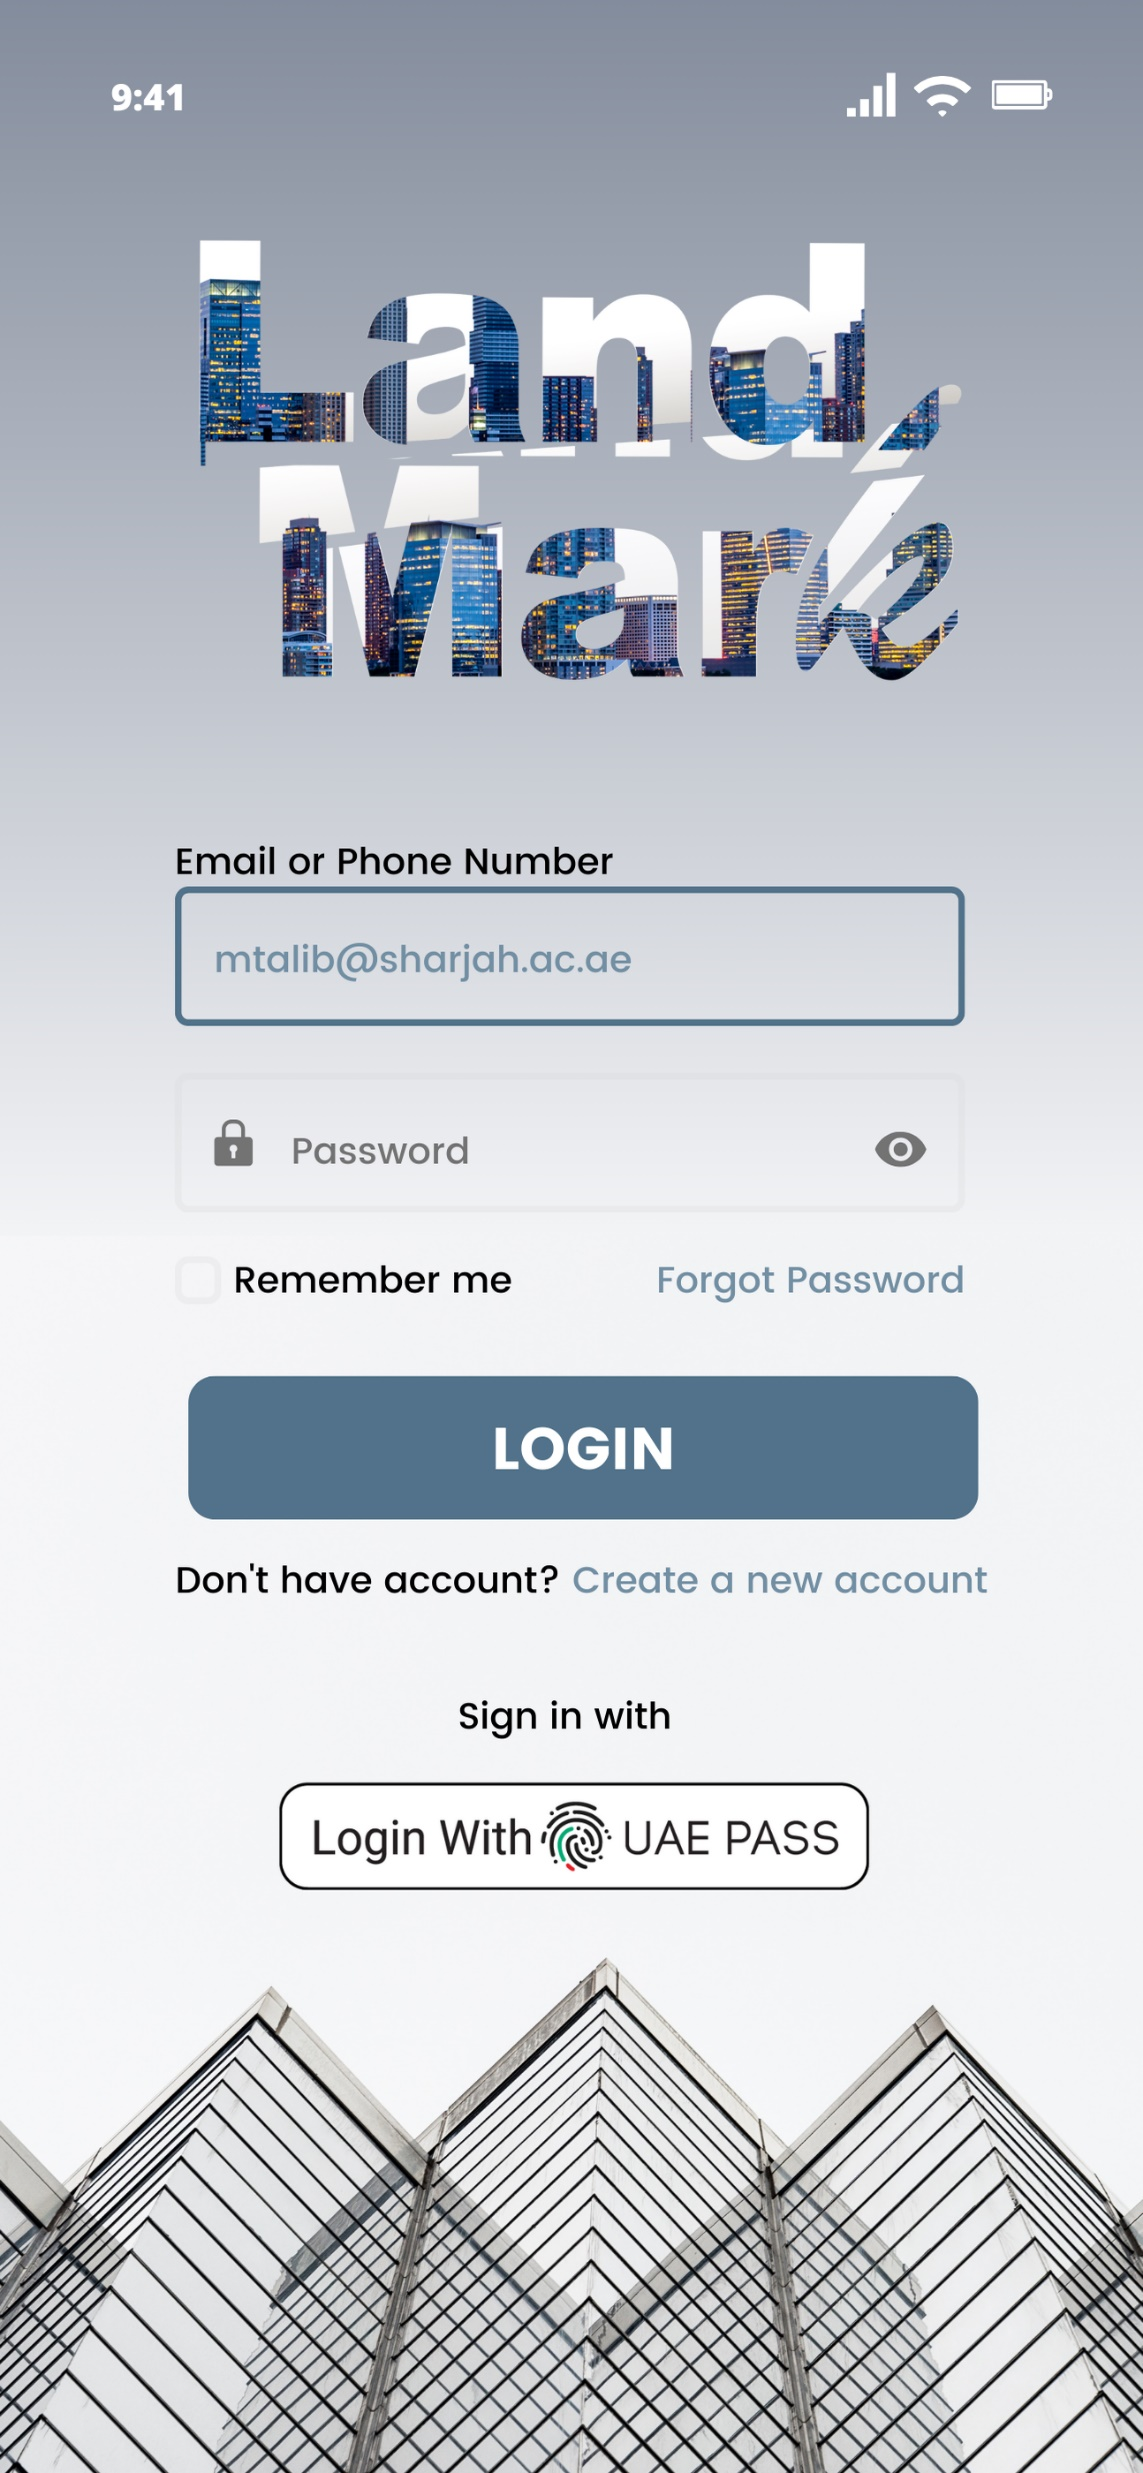 9:41
Land
Mark
Email or Phone Number
mtalib@sharjah.ac.ae
Password
Remember me Forgot Password
LOGIN
Don't have account? Create a new account
Sign in with
Login With UAE PASS